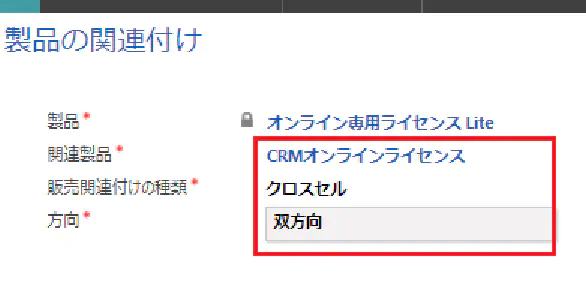 製品の関連付け
製品* オンライン専用ライセンス Lite
関連製品* CRMオンラインライセンス
販売関連付けの種類* クロスセル
方向* 双方向